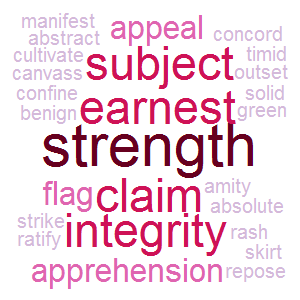 manifest appeal concord
abstract
cultivate subject timid
canvass outset
confine earnest solid
benign green
strength
flag claim amity
absolute
strike integrity rash
ratify skirt
apprehension repose